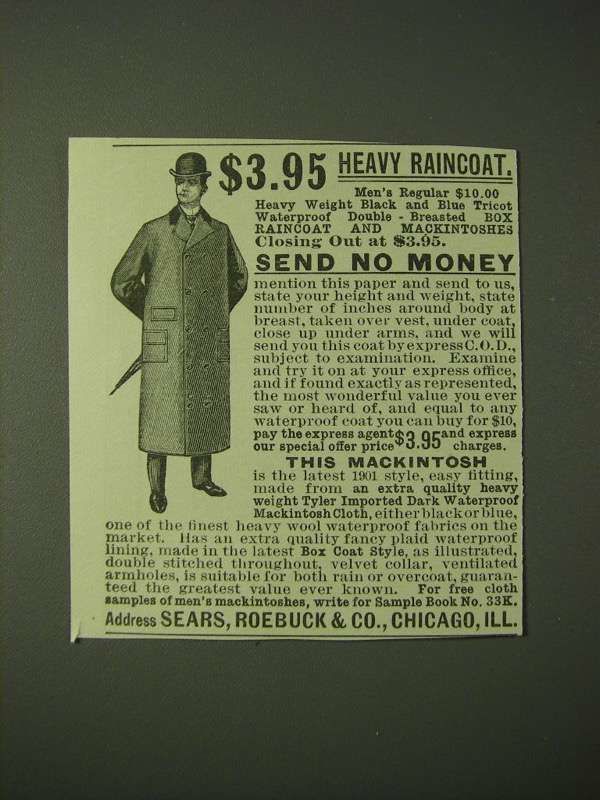 $3.95 HEAVY RAINCOAT.
Men's Regular $10.00
Heavy Weight Black and Blue Tricot
Waterproof Double - Breasted BOX
RAINCOAT AND MACKINTOSHES
Closing Out at $3.95.
SEND NO MONEY
mention this paper and send to us,
state your height and weight, state
number of inches around body at
breast, taken over vest, under coat,
close up under arms, and we will
send you this coat by express C.O.D.,
subject to examination. Examine
and try it on at your express office,
and if found exactly as represented,
the most wonderful value you ever
saw or heard of, and equal to any
waterproof coat you can buy for $10,
pay the express agent $3.95 and express
our special offer price charges.
THIS MACKINTOSH
is the latest 1901 style, easy fitting,
made from an extra quality heavy
weight Tyler Imported Dark Waterproof
Mackintosh Cloth, either black or blue,
one of the finest heavy wool waterproof fabrics on the
market. Has an extra quality fancy plaid waterproof
lining, made in the latest Box Coat Style, as illustrated,
double stitched throughout, velvet collar, ventilated
armholes, is suitable for both rain or overcoat, guaran-
teed the greatest value ever known. For free cloth
samples of men's mackintoshes, write for Sample Book No. 33K.
Address SEARS, ROEBUCK & CO., CHICAGO, ILL.